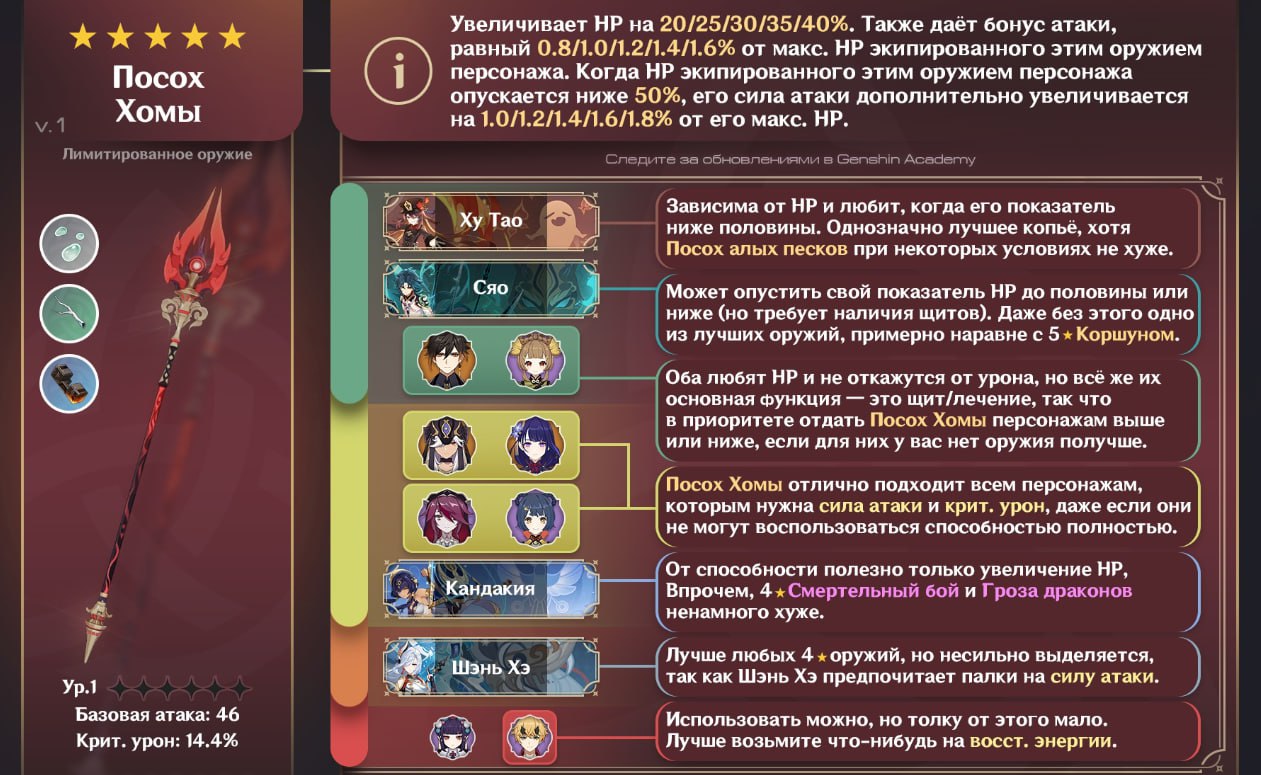 Посох
Хомы
v.1
Лимитированное оружие
Ур.1
Базовая атака: 46
Крит. урон: 14.4%
Увеличивает HP на 20/25/30/35/40%. Также даёт бонус атаки,
равный 0.8/1.0/1.2/1.4/1.6% от макс. HP экипированного этим оружием
персонажа. Когда HP экипированного этим оружием персонажа
опускается ниже 50%, его сила атаки дополнительно увеличивается
на 1.0/1.2/1.4/1.6/1.8% от его макс. HP.
Следите за обновлениями в Genshin Academy
Ху Тао
Зависима от HP и любит, когда его показатель
ниже половины. Однозначно лучшее копьё, хотя
Посох алых песков при некоторых условиях не хуже.
Сяо
Может опустить свой показатель HP до половины или
ниже (но требует наличия щитов). Даже без этого одно
из лучших оружий, примерно наравне с 5★Коршуном.
Оба любят HP и не откажутся от урона, но всё же их
основная функция — это щит/лечение, так что
в приоритете отдать Посох Хомы персонажам выше
или ниже, если для них у вас нет оружия получше.
Посох Хомы отлично подходит всем персонажам,
которым нужна сила атаки и крит. урон, даже если они
не могут воспользоваться способностью полностью.
Кандакия
От способности полезно только увеличение HP,
Впрочем, 4★Смертельный бой и Гроза драконов
ненамного хуже.
Шэнь Хэ
Лучше любых 4★оружий, но несильно выделяется,
так как Шэнь Хэ предпочитает палки на силу атаки.
Использовать можно, но толку от этого мало.
Лучше возьмите что-нибудь на восст. энергии.